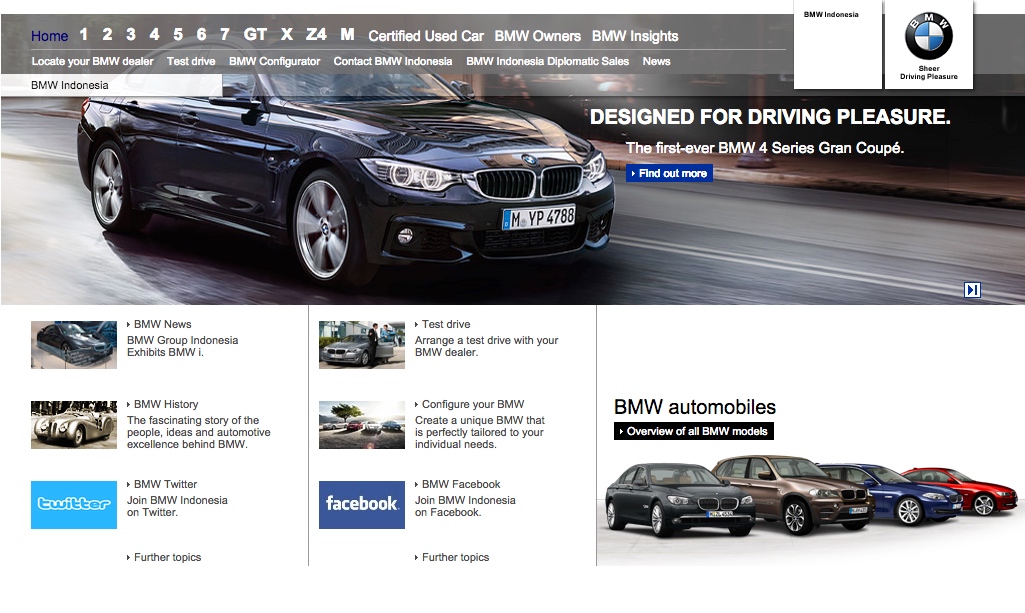 BMW Indonesia
BMW
Sheer
Driving Pleasure
Home 1 2 3 4 5 6 7 GT X Z4 M Certified Used Car BMW Owners BMW Insights
Locate your BMW dealer Test drive BMW Configurator Contact BMW Indonesia BMW Indonesia Diplomatic Sales News
BMW Indonesia
DESIGNED FOR DRIVING PLEASURE.
The first-ever BMW 4 Series Gran Coupé.
Find out more
M YP 4788
BMW News
BMW Group Indonesia
Exhibits BMW i.
BMW History
The fascinating story of the
people, ideas and automotive
excellence behind BMW.
twitter
BMW Twitter
Join BMW Indonesia
on Twitter.
Further topics
Test drive
Arrange a test drive with your
BMW dealer.
Configure your BMW
Create a unique BMW that
is perfectly tailored to your
individual needs.
facebook
BMW Facebook
Join BMW Indonesia
on Facebook.
Further topics
BMW automobiles
Overview of all BMW models